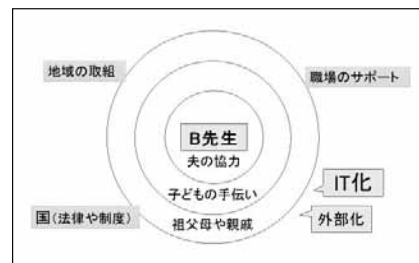 地域の取組
職場のサポート
B先生
夫の協力
子どもの手伝い
IT化
国(法律や制度)
祖父母や親戚
外部化